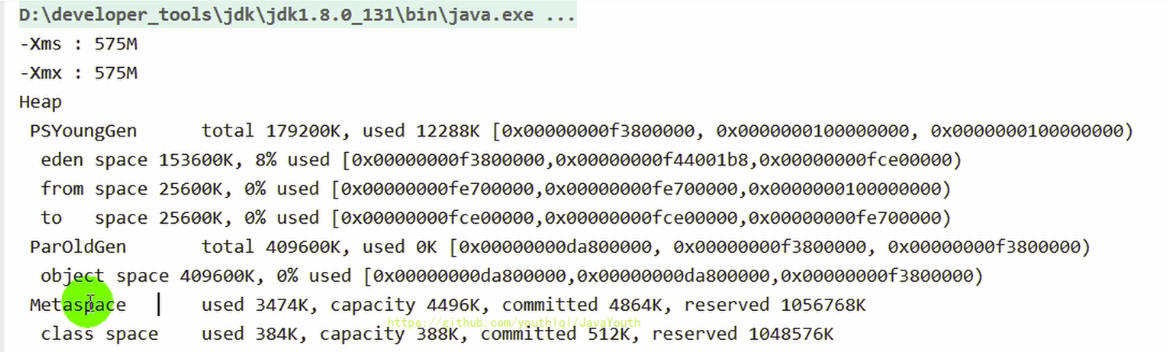 D:\developer_tools\jdk\jdk1.8.0_131\bin\java.exe ...
-Xms : 575M
-Xmx : 575M
Heap
 PSYoungGen      total 179200K, used 12288K [0x00000000f3800000, 0x0000000100000000, 0x0000000100000000)
  eden space 153600K, 8% used [0x00000000f3800000,0x00000000f44001b8,0x00000000fce00000)
  from space 25600K, 0% used [0x00000000fe700000,0x00000000fe700000,0x0000000100000000)
  to   space 25600K, 0% used [0x00000000fce00000,0x00000000fce00000,0x00000000fe700000)
 ParOldGen       total 409600K, used 0K [0x00000000da800000, 0x00000000f3800000, 0x00000000f3800000)
  object space 409600K, 0% used [0x00000000da800000,0x00000000da800000,0x00000000f3800000)
 Metaspace       used 3474K, capacity 4496K, committed 4864K, reserved 1056768K
https://github.com/youthlql/JavaYouth
  class space    used 384K, capacity 388K, committed 512K, reserved 1048576K